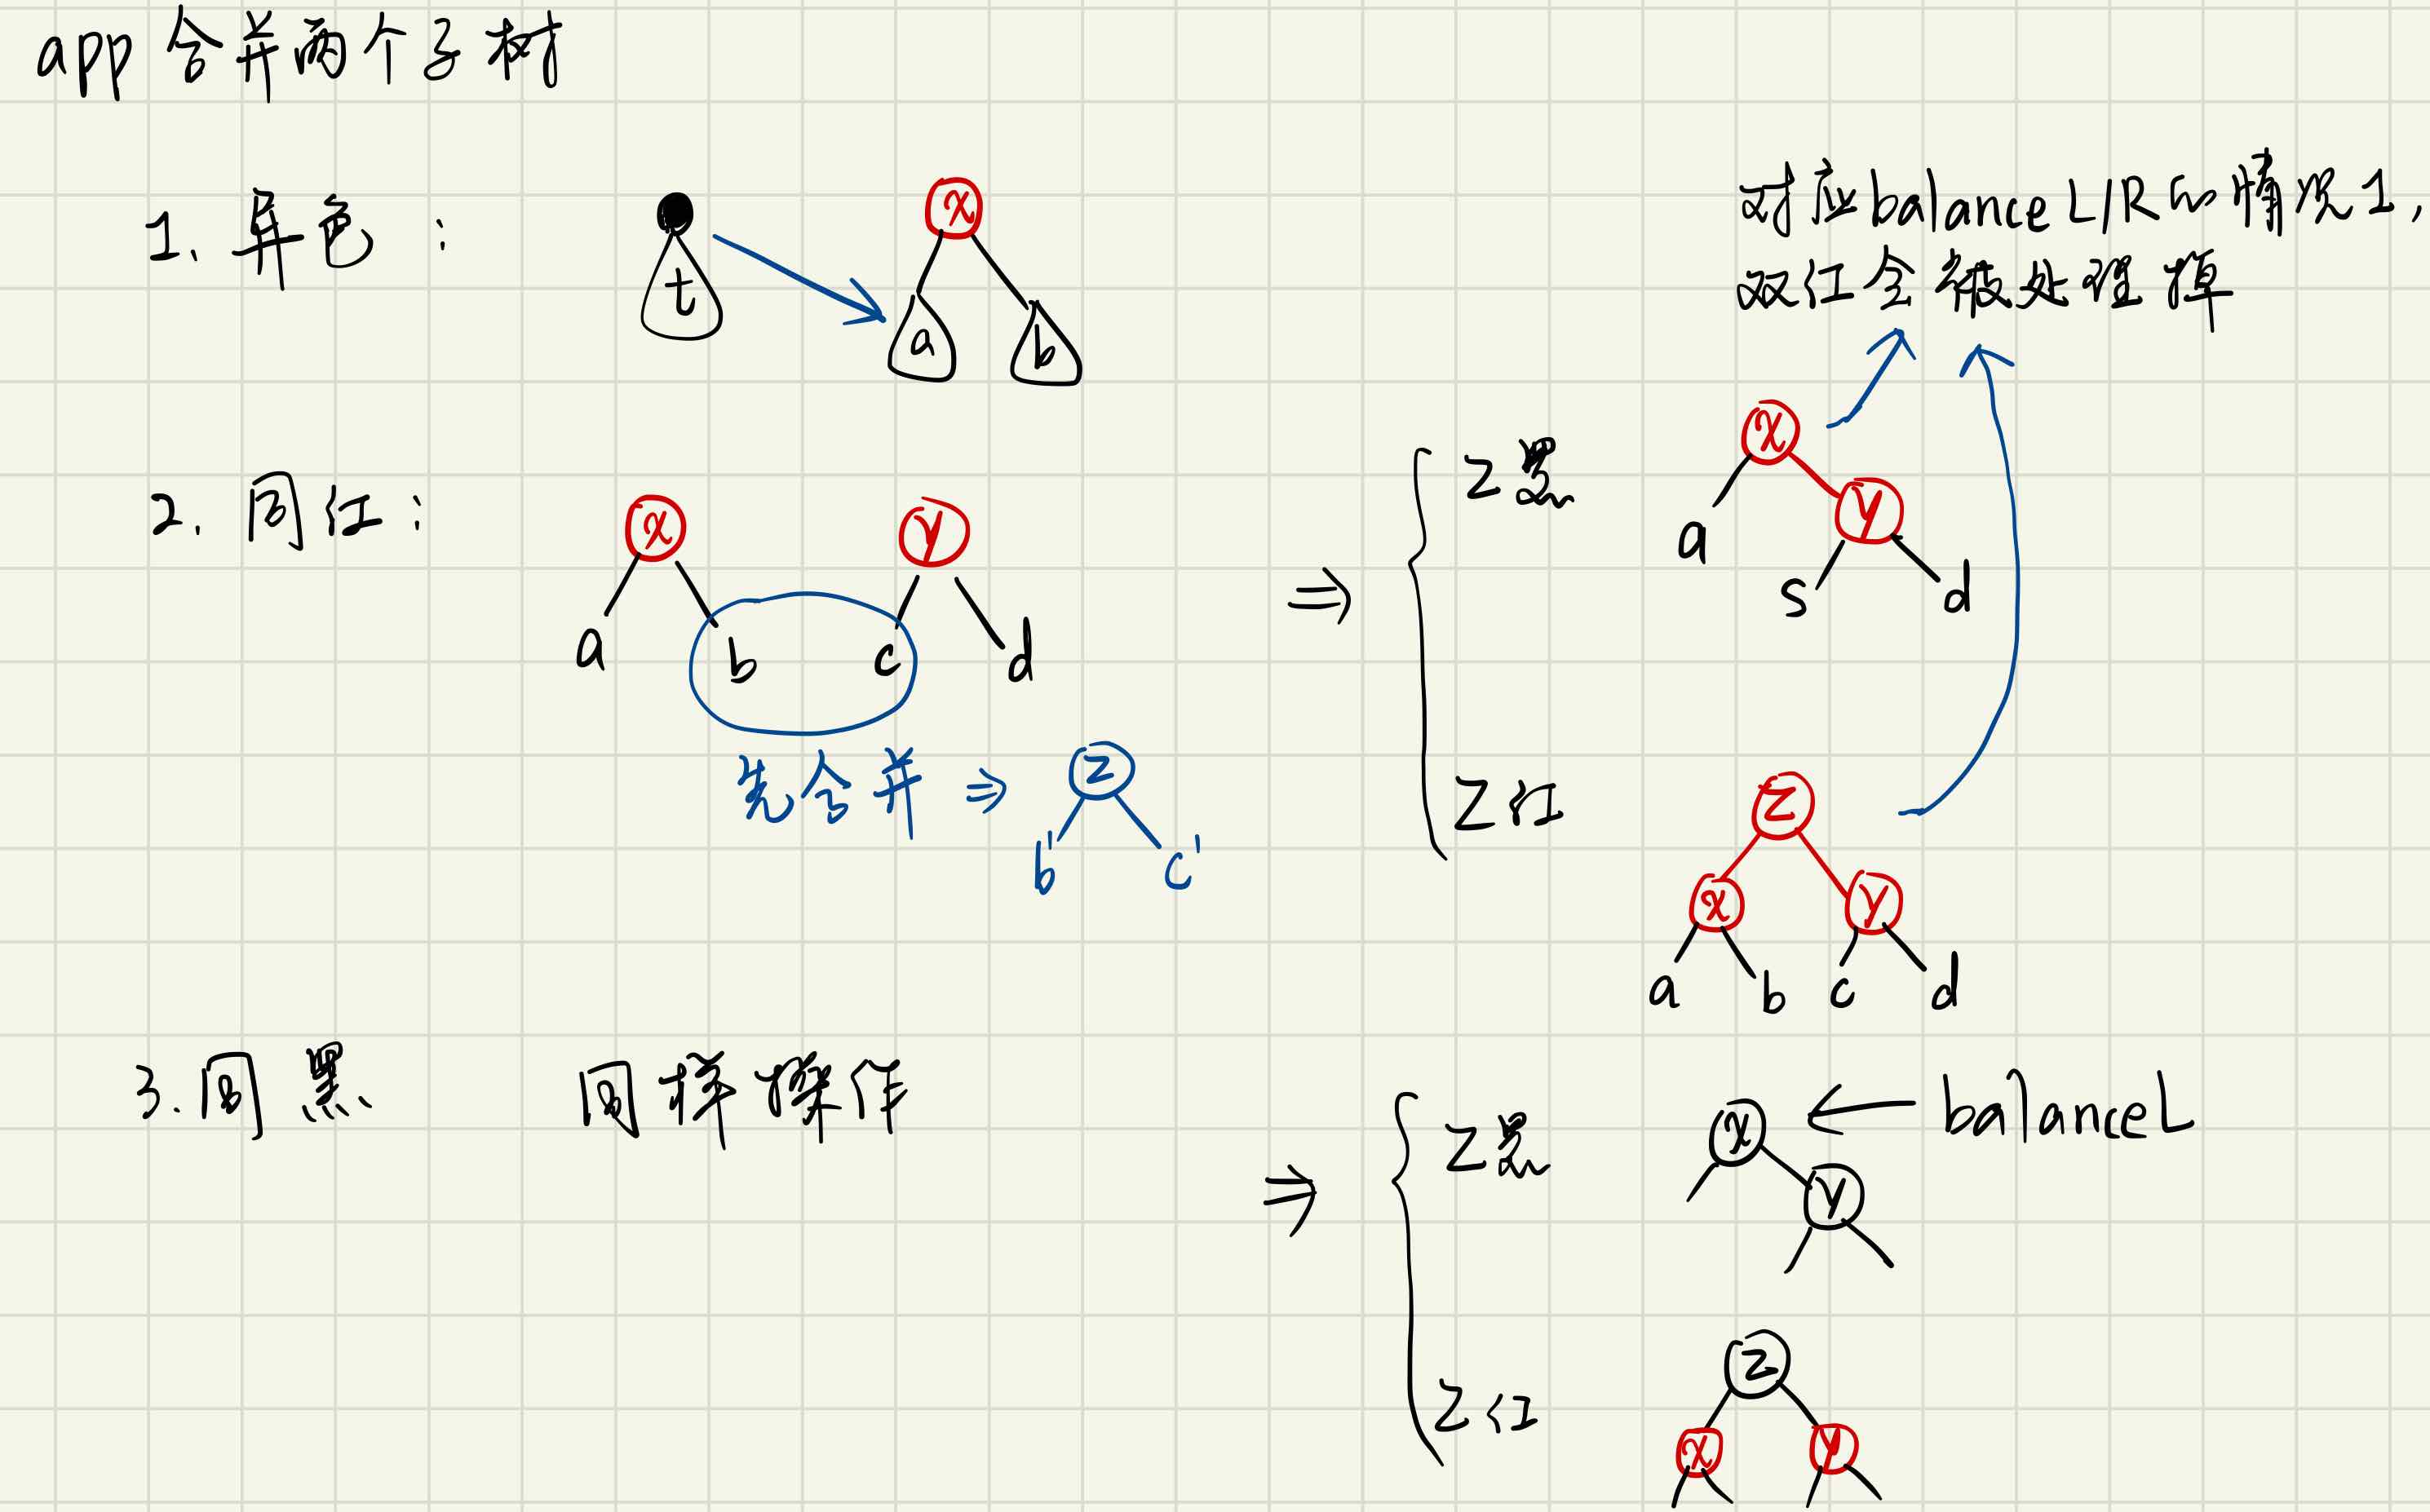 app 合并两个子树
1. 异色：
t
x
a
b
对应balanceL/R的情况1,
双红会被处理掉
2. 同红：
x
y
a
b
c
d
先合并 ⇒
z
b'
c'
⇒
z黑
x
a
y
s
d
z红
z
x
y
a
b
c
d
3. 同黑
同样操作
⇒
z黑
x
← balanceL
y
z红
z
x
y